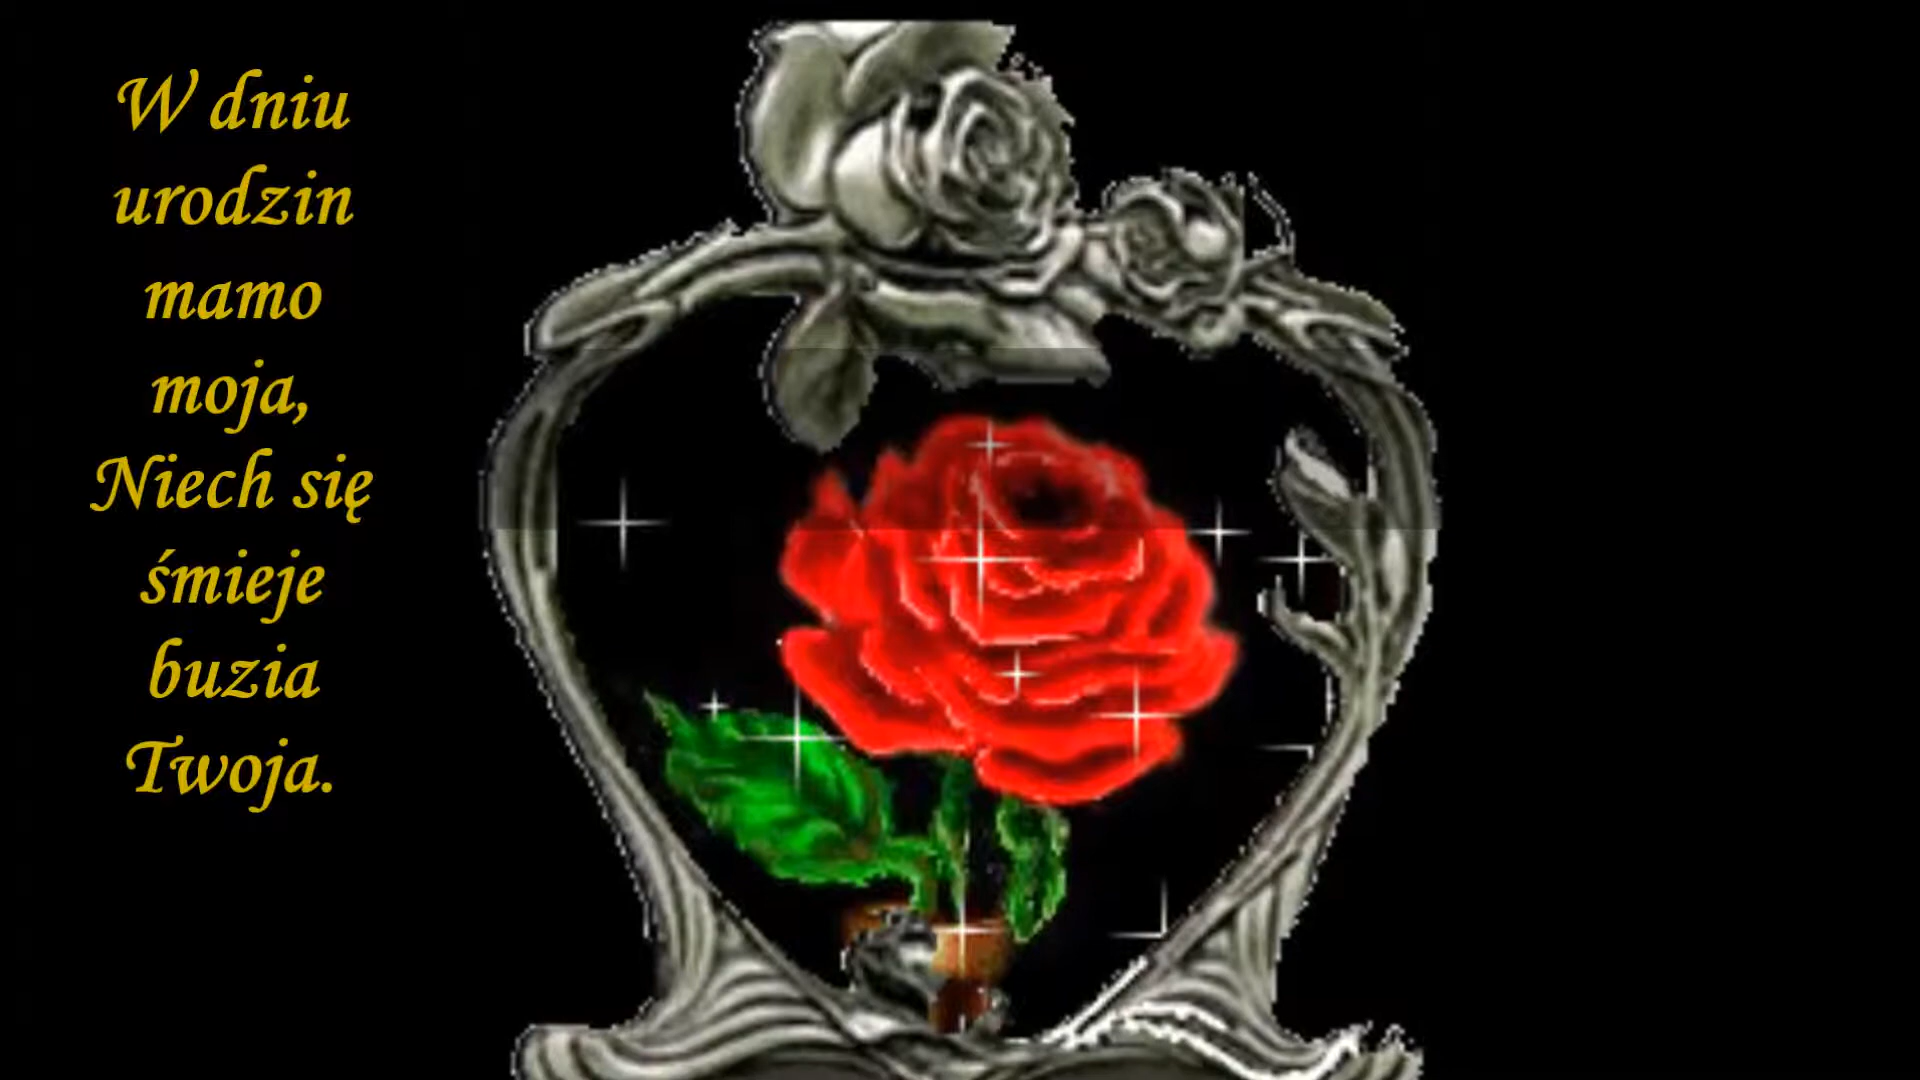 W dniu
urodzin
mamo
moja,
Niech się
śmieje
buzia
Twoja.